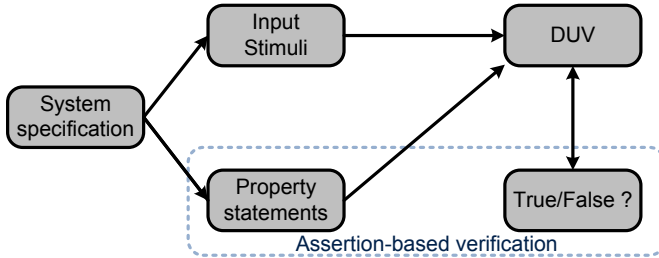 Input
Stimuli
DUV
System
specification
Property
statements
True/False ?
Assertion-based verification